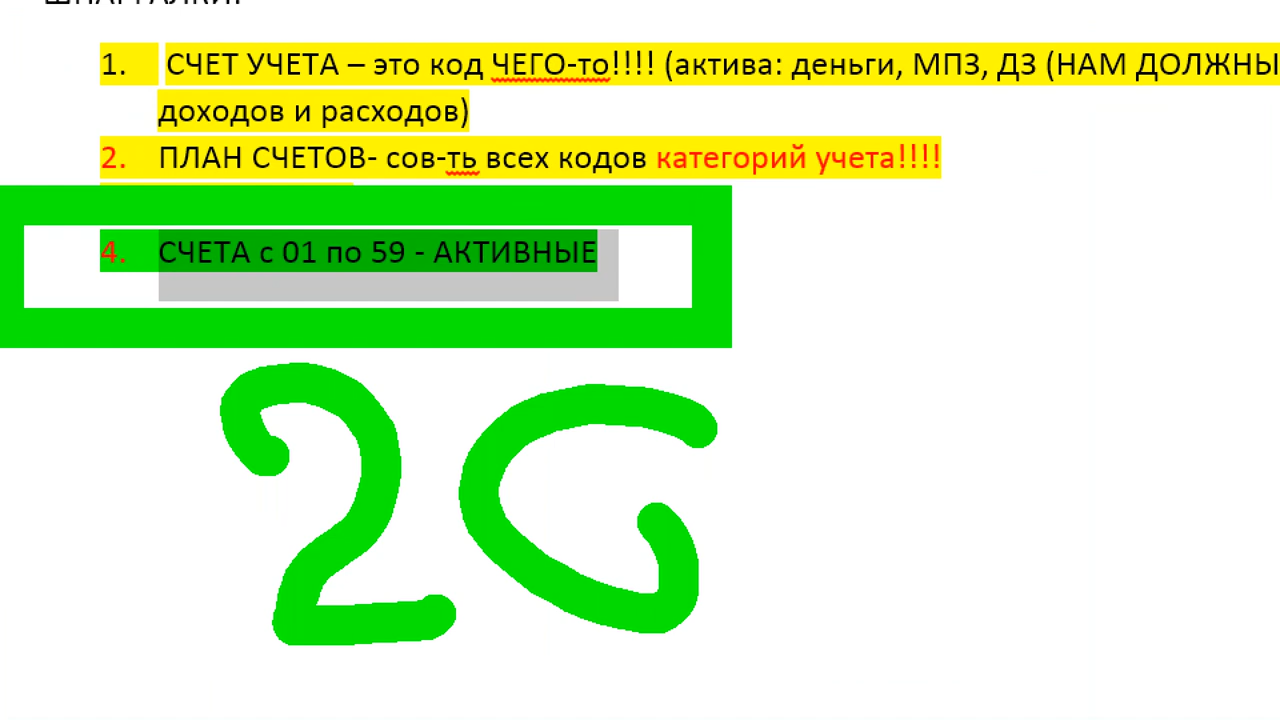 1. СЧЕТ УЧЕТА – это код ЧЕГО-то!!!! (актива: деньги, МПЗ, ДЗ (НАМ ДОЛЖНЫ
доходов и расходов)
2. ПЛАН СЧЕТОВ- сов-ть всех кодов категорий учета!!!!
4. СЧЕТА с 01 по 59 - АКТИВНЫЕ